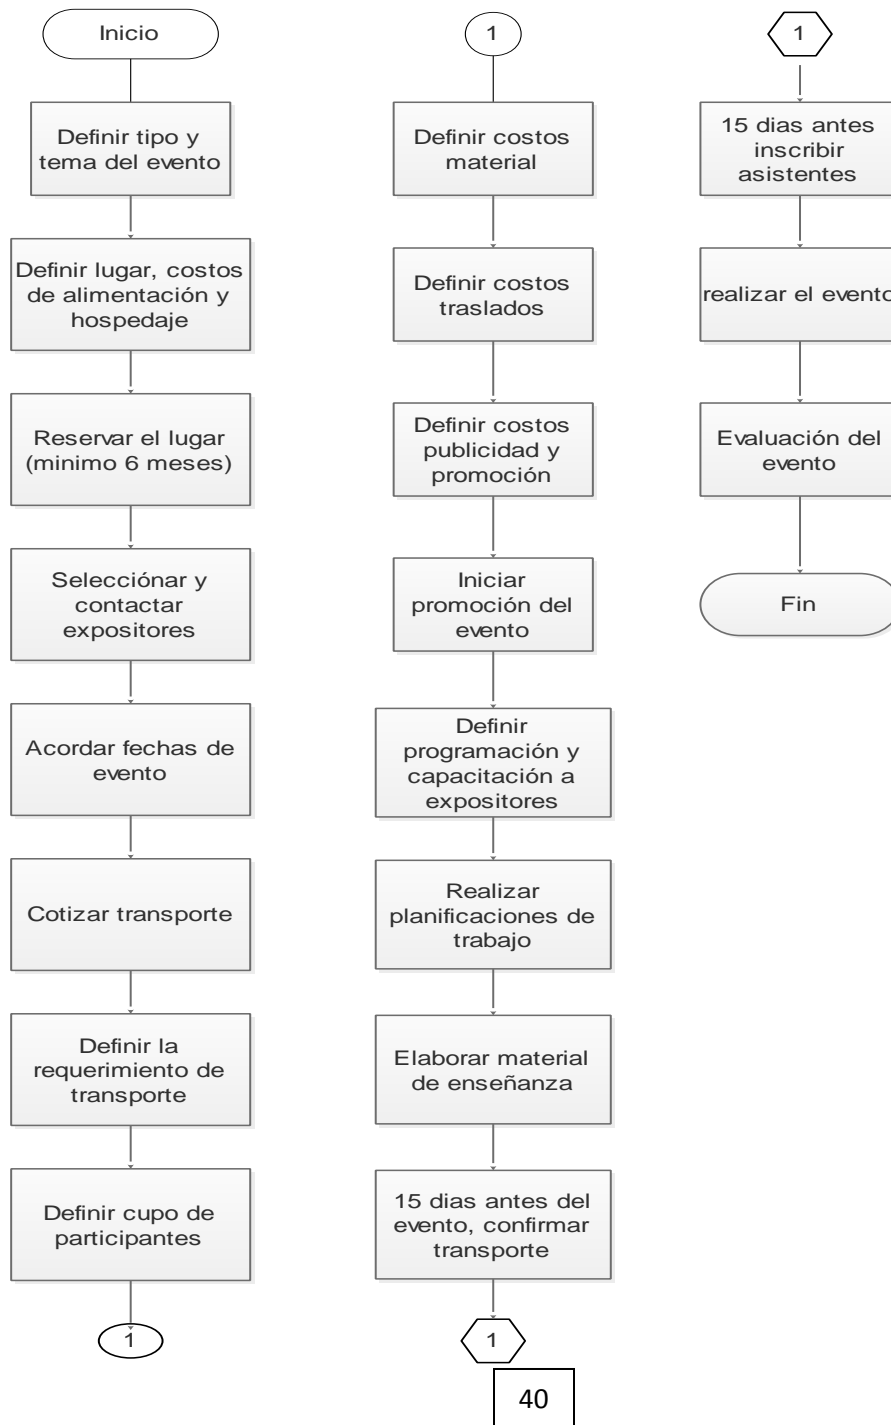 Inicio
Definir tipo y
tema del evento
Definir lugar, costos
de alimentación y
hospedaje
Reservar el lugar
(minimo 6 meses)
Selecciónar y
contactar
expositores
Acordar fechas de
evento
Cotizar transporte
Definir la
requerimiento de
transporte
Definir cupo de
participantes
1
1
Definir costos
material
Definir costos
traslados
Definir costos
publicidad y
promoción
Iniciar
promoción del
evento
Definir
programación y
capacitación a
expositores
Realizar
planificaciones de
trabajo
Elaborar material
de enseñanza
15 dias antes del
evento, confirmar
transporte
1
1
15 dias antes
inscribir
asistentes
realizar el evento
Evaluación del
evento
Fin
40